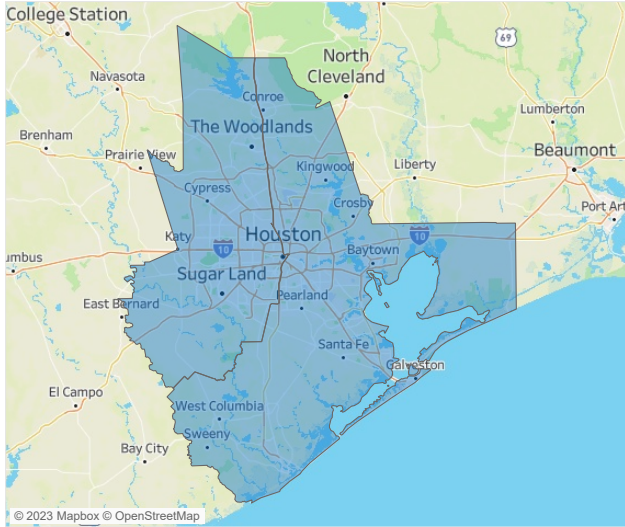 College Station
69
North
Cleveland
Navasota
Conroe
Lumberton
The Woodlands
Brenham
Prairie View
Beaumont
Kingwood
Liberty
Cypress
Crosby
Port Art
Katy
Houston
10
10
Baytown
umbus
Sugar Land
East Bernard
Pearland
Santa Fe
Galveston
El Campo
West Columbia
Sweeny
Bay City
© 2023 Mapbox © OpenStreetMap